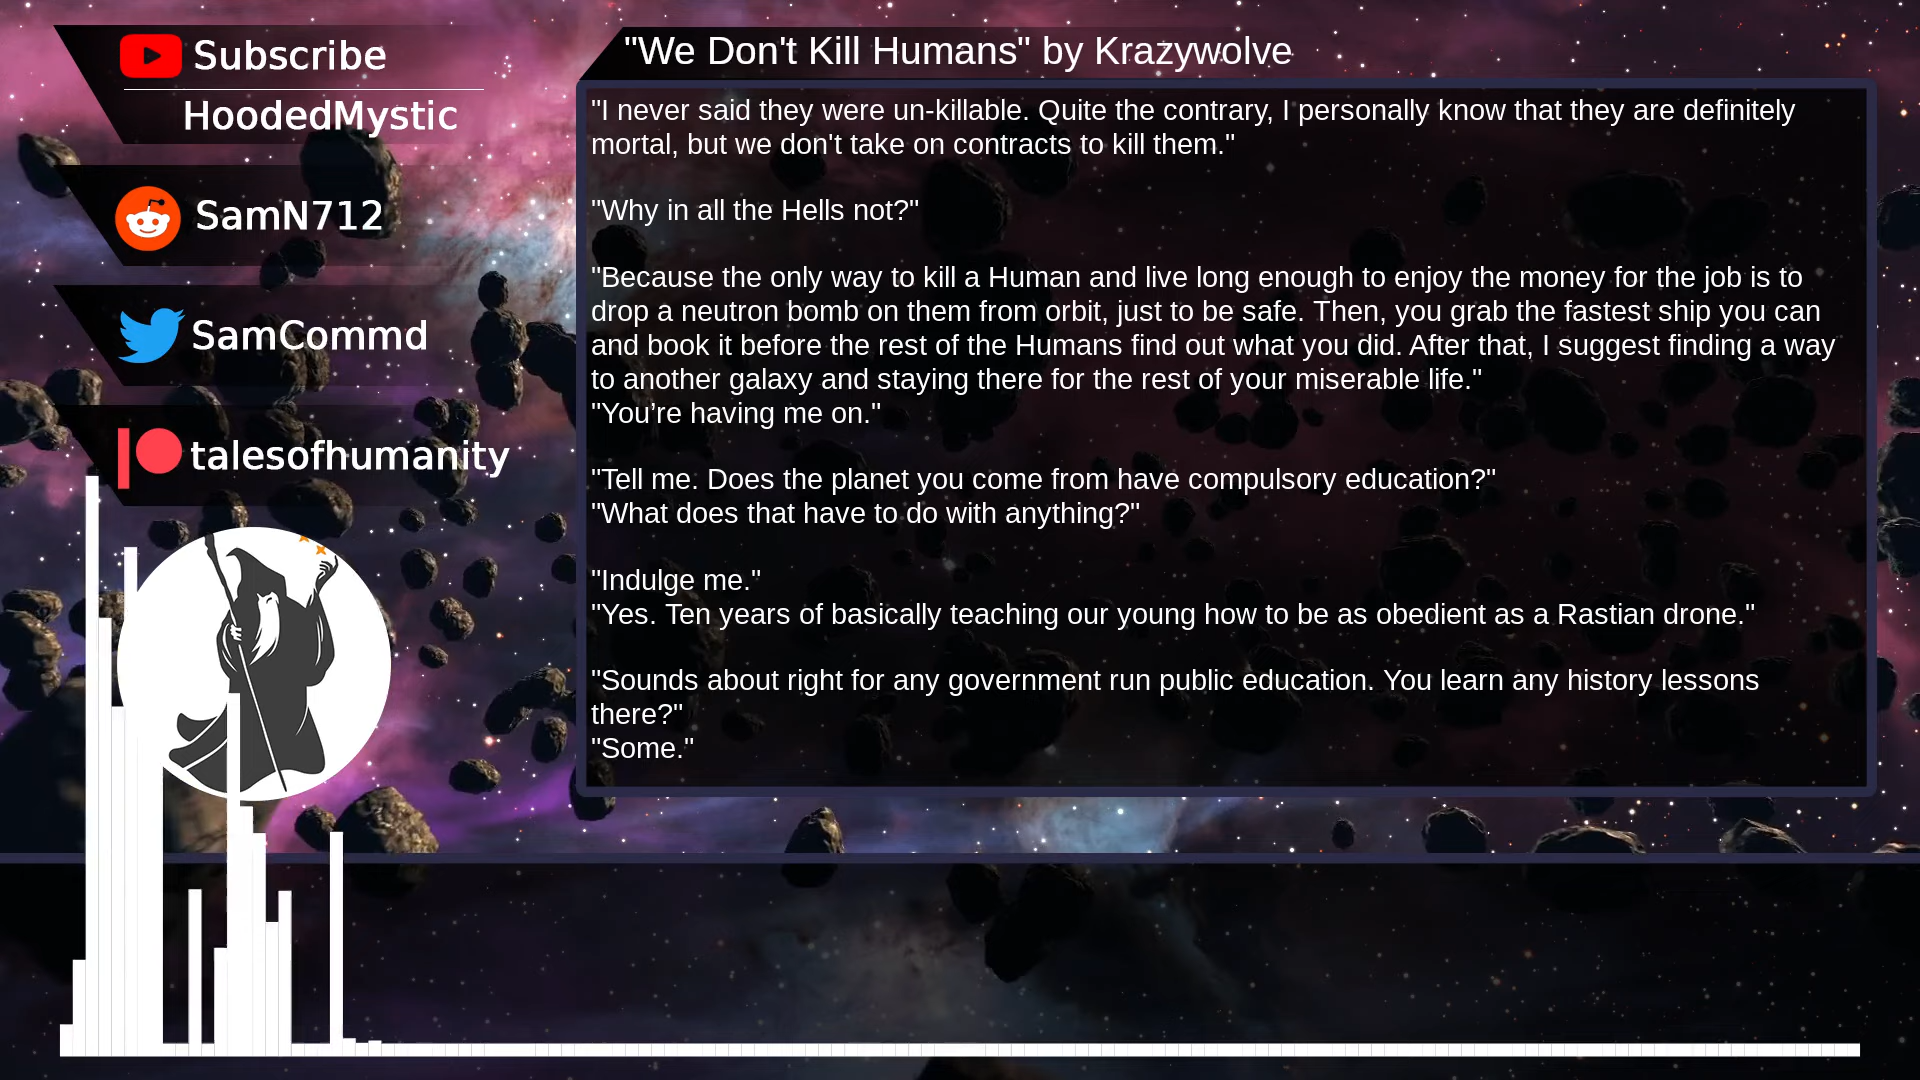 Subscribe
HoodedMystic
SamN712
SamCommd
talesofhumanity
"We Don't Kill Humans" by Krazywolve
"I never said they were un-killable. Quite the contrary, I personally know that they are definitely
mortal, but we don't take on contracts to kill them."
"Why in all the Hells not?"
"Because the only way to kill a Human and live long enough to enjoy the money for the job is to
drop a neutron bomb on them from orbit, just to be safe. Then, you grab the fastest ship you can
and book it before the rest of the Humans find out what you did. After that, I suggest finding a way
to another galaxy and staying there for the rest of your miserable life."
"You’re having me on."
"Tell me. Does the planet you come from have compulsory education?"
"What does that have to do with anything?"
"Indulge me."
"Yes. Ten years of basically teaching our young how to be as obedient as a Rastian drone."
"Sounds about right for any government run public education. You learn any history lessons
there?"
"Some."